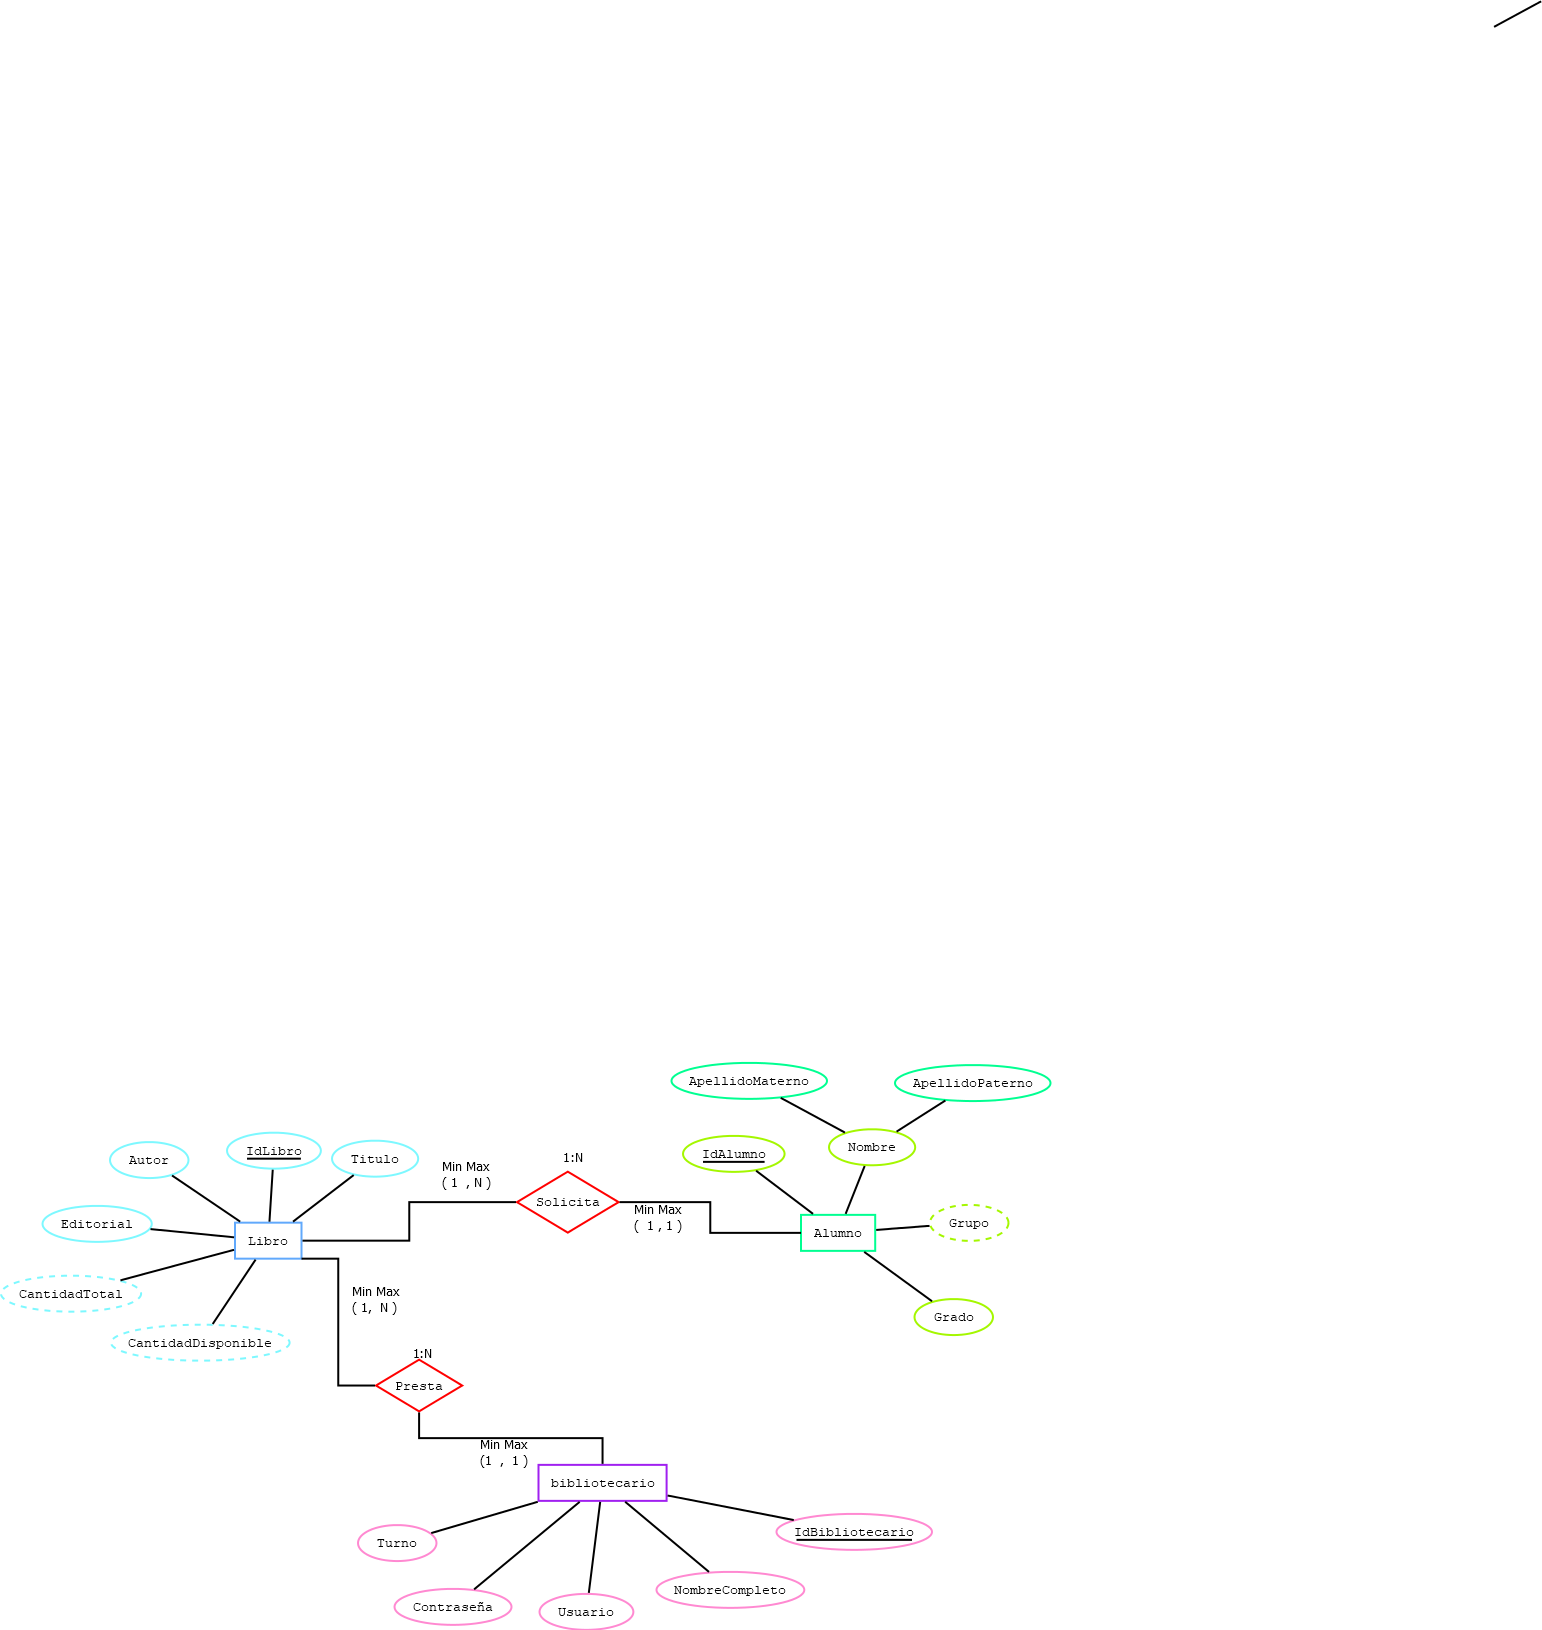 ApellidoMaterno
ApellidoPaterno
Autor
IdLibro
Titulo
IdAlumno
Nombre
1:N
Min Max
( 1 , N )
Solicita
Min Max
( 1 , 1 )
Editorial
Libro
Alumno
Grupo
CantidadTotal
Min Max
( 1, N )
Grado
CantidadDisponible
1:N
Presta
Min Max
(1 , 1 )
bibliotecario
Turno
IdBibliotecario
NombreCompleto
Contraseña
Usuario